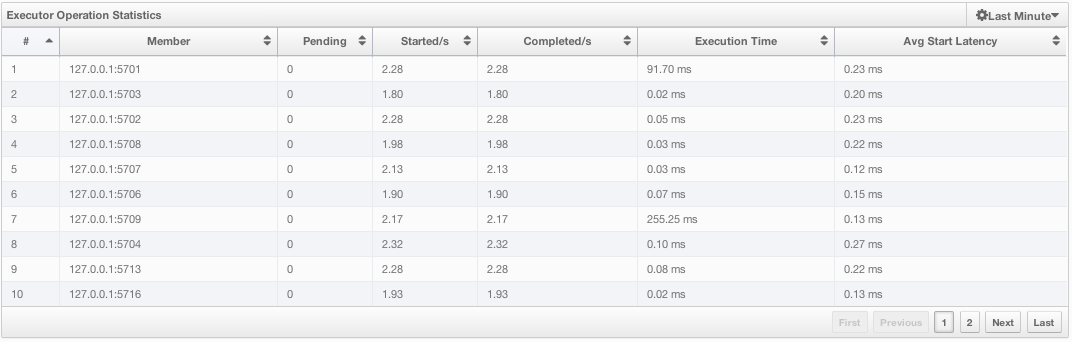 Executor Operation Statistics Last Minute
# Member Pending Started/s Completed/s Execution Time Avg Start Latency
1 127.0.0.1:5701 0 2.28 2.28 91.70 ms 0.23 ms
2 127.0.0.1:5703 0 1.80 1.80 0.02 ms 0.20 ms
3 127.0.0.1:5702 0 2.28 2.28 0.05 ms 0.23 ms
4 127.0.0.1:5708 0 1.98 1.98 0.03 ms 0.22 ms
5 127.0.0.1:5707 0 2.13 2.13 0.03 ms 0.12 ms
6 127.0.0.1:5706 0 1.90 1.90 0.07 ms 0.15 ms
7 127.0.0.1:5709 0 2.17 2.17 255.25 ms 0.13 ms
8 127.0.0.1:5704 0 2.32 2.32 0.10 ms 0.27 ms
9 127.0.0.1:5713 0 2.28 2.28 0.08 ms 0.22 ms
10 127.0.0.1:5716 0 1.93 1.93 0.02 ms 0.13 ms
First Previous 1 2 Next Last